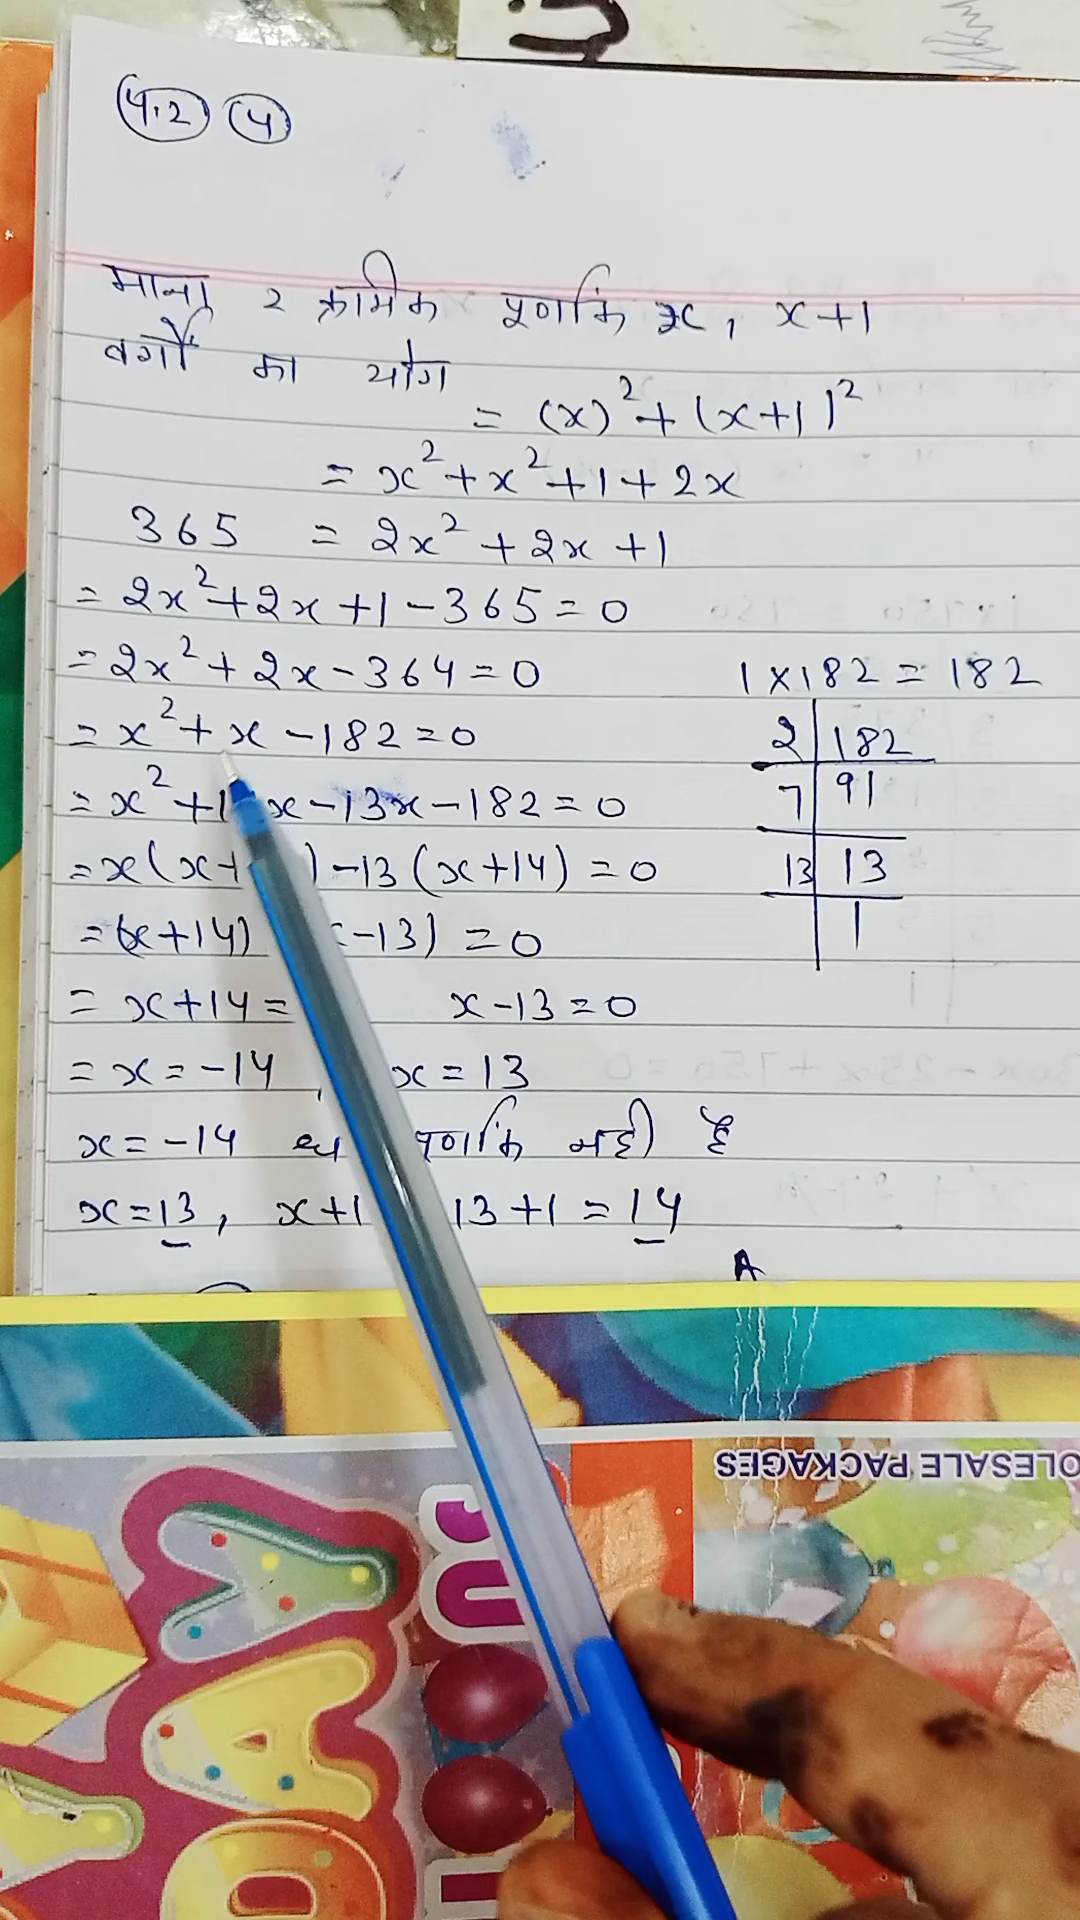 4.2 4
माना 2 क्रमिक पूर्णांक x, x+1
वर्गों का योग
= (x)² + (x+1)²
= x² + x² + 1 + 2x
365 = 2x² + 2x + 1
= 2x² + 2x + 1 - 365 = 0
= 2x² + 2x - 364 = 0
1 × 182 = 182
= x² + x - 182 = 0
2 | 182
= x² + 1 x - 13x - 182 = 0
7 | 91
= x(x+ ) - 13 (x+14) = 0
13 | 13
= (x+14) x-13) = 0
1
= x+14 = x-13 = 0
= x = -14, x = 13
x = -14 पूर्णांक नही है
x = 13, x+1 13+1 = 14
A
OLESALE PACKAGES